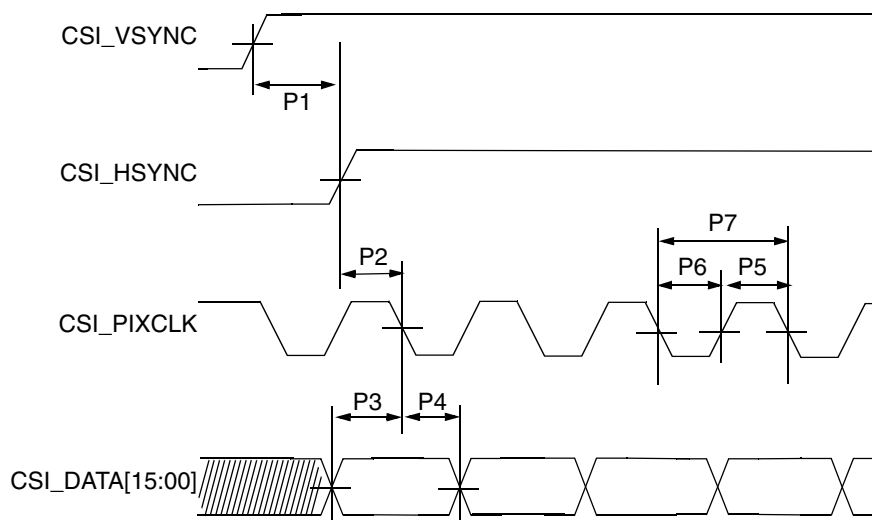 CSI_VSYNC
P1
CSI_HSYNC
P7
P2
P6
P5
CSI_PIXCLK
P3
P4
CSI_DATA[15:00]